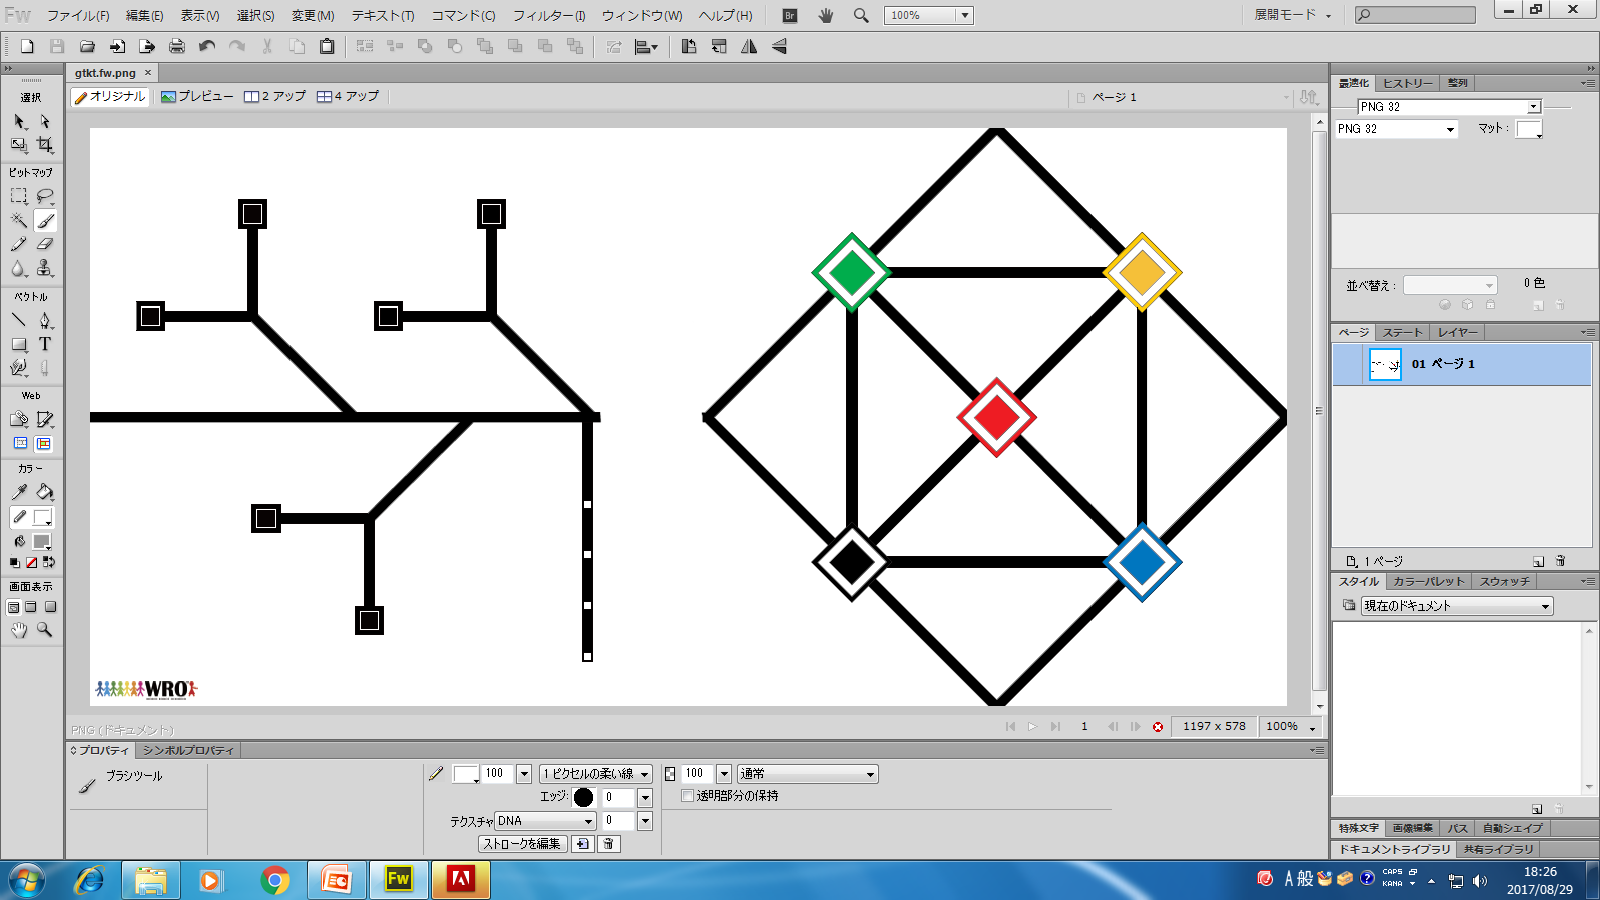 Fw ファイル(F) 編集(E) 表示(V) 選択(S) 変更(M) テキスト(T) コマンド(C) フィルター(I) ウィンドウ(W) ヘルプ(H) Br 100% 展開モード
gtkt.fw.png ×
オリジナル プレビュー 2 アップ 4 アップ ページ 1
選択
ビットマップ
ベクトル
T
Web
カラー
画面表示
WRO
PNG (ドキュメント) 1 1197 x 578 100%
プロパティ シンボルプロパティ
ブラシツール
100 1 ピクセルの柔い線 100 通常
エッジ: 0 透明部分の保持
テクスチャ DNA 0
ストロークを編集
最適化 ヒストリー 整列
PNG 32
PNG 32 マット:
並べ替え: 0 色
ページ ステート レイヤー
01 ページ 1
1 ページ
スタイル カラーパレット スウォッチ
現在のドキュメント
特殊文字 画像編集 パス 自動シェイプ
ドキュメントライブラリ 共有ライブラリ
Fw A 般 CAPS KANA 18:26
2017/08/29